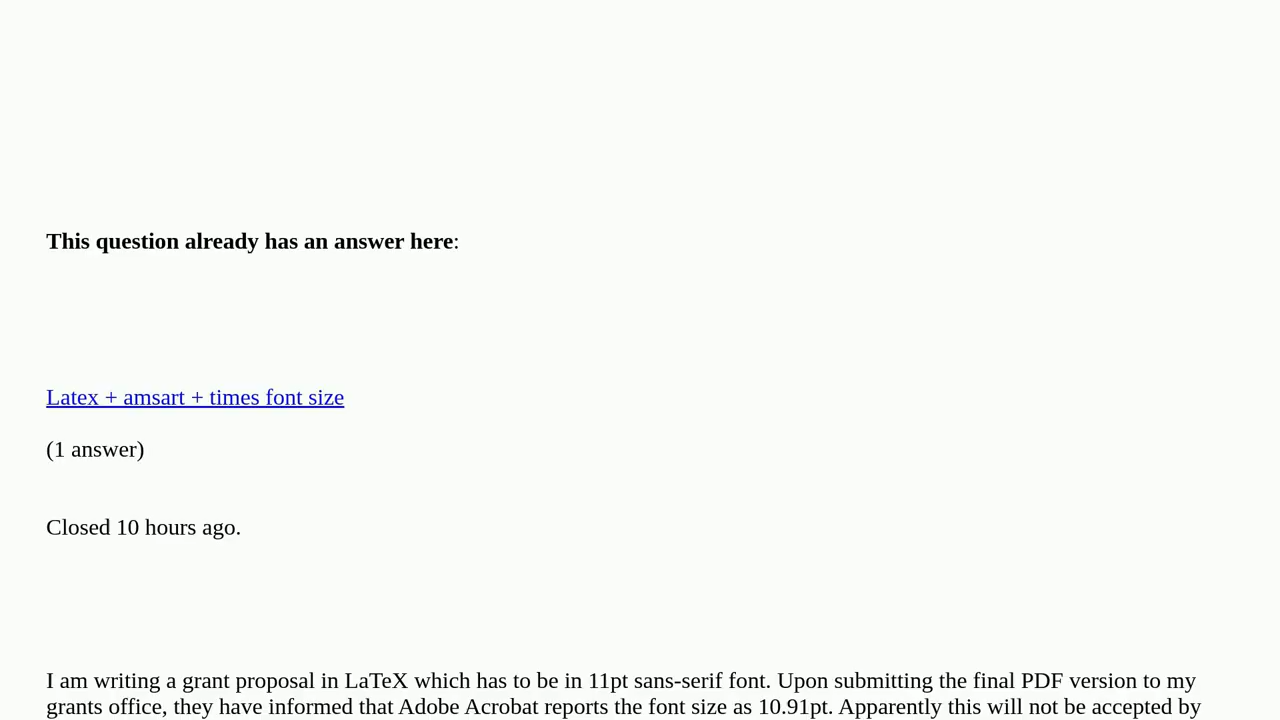 This question already has an answer here:
Latex + amsart + times font size
(1 answer)
Closed 10 hours ago.
I am writing a grant proposal in LaTeX which has to be in 11pt sans-serif font. Upon submitting the final PDF version to my
grants office, they have informed that Adobe Acrobat reports the font size as 10.91pt. Apparently this will not be accepted by